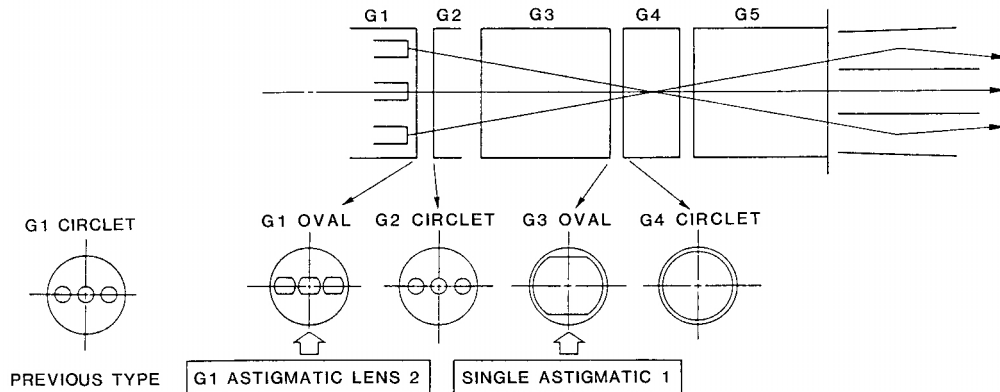 G1 G2 G3 G4 G5
G1 CIRCLET
G1 OVAL
G2 CIRCLET
G3 OVAL
G4 CIRCLET
PREVIOUS TYPE
G1 ASTIGMATIC LENS 2
SINGLE ASTIGMATIC 1